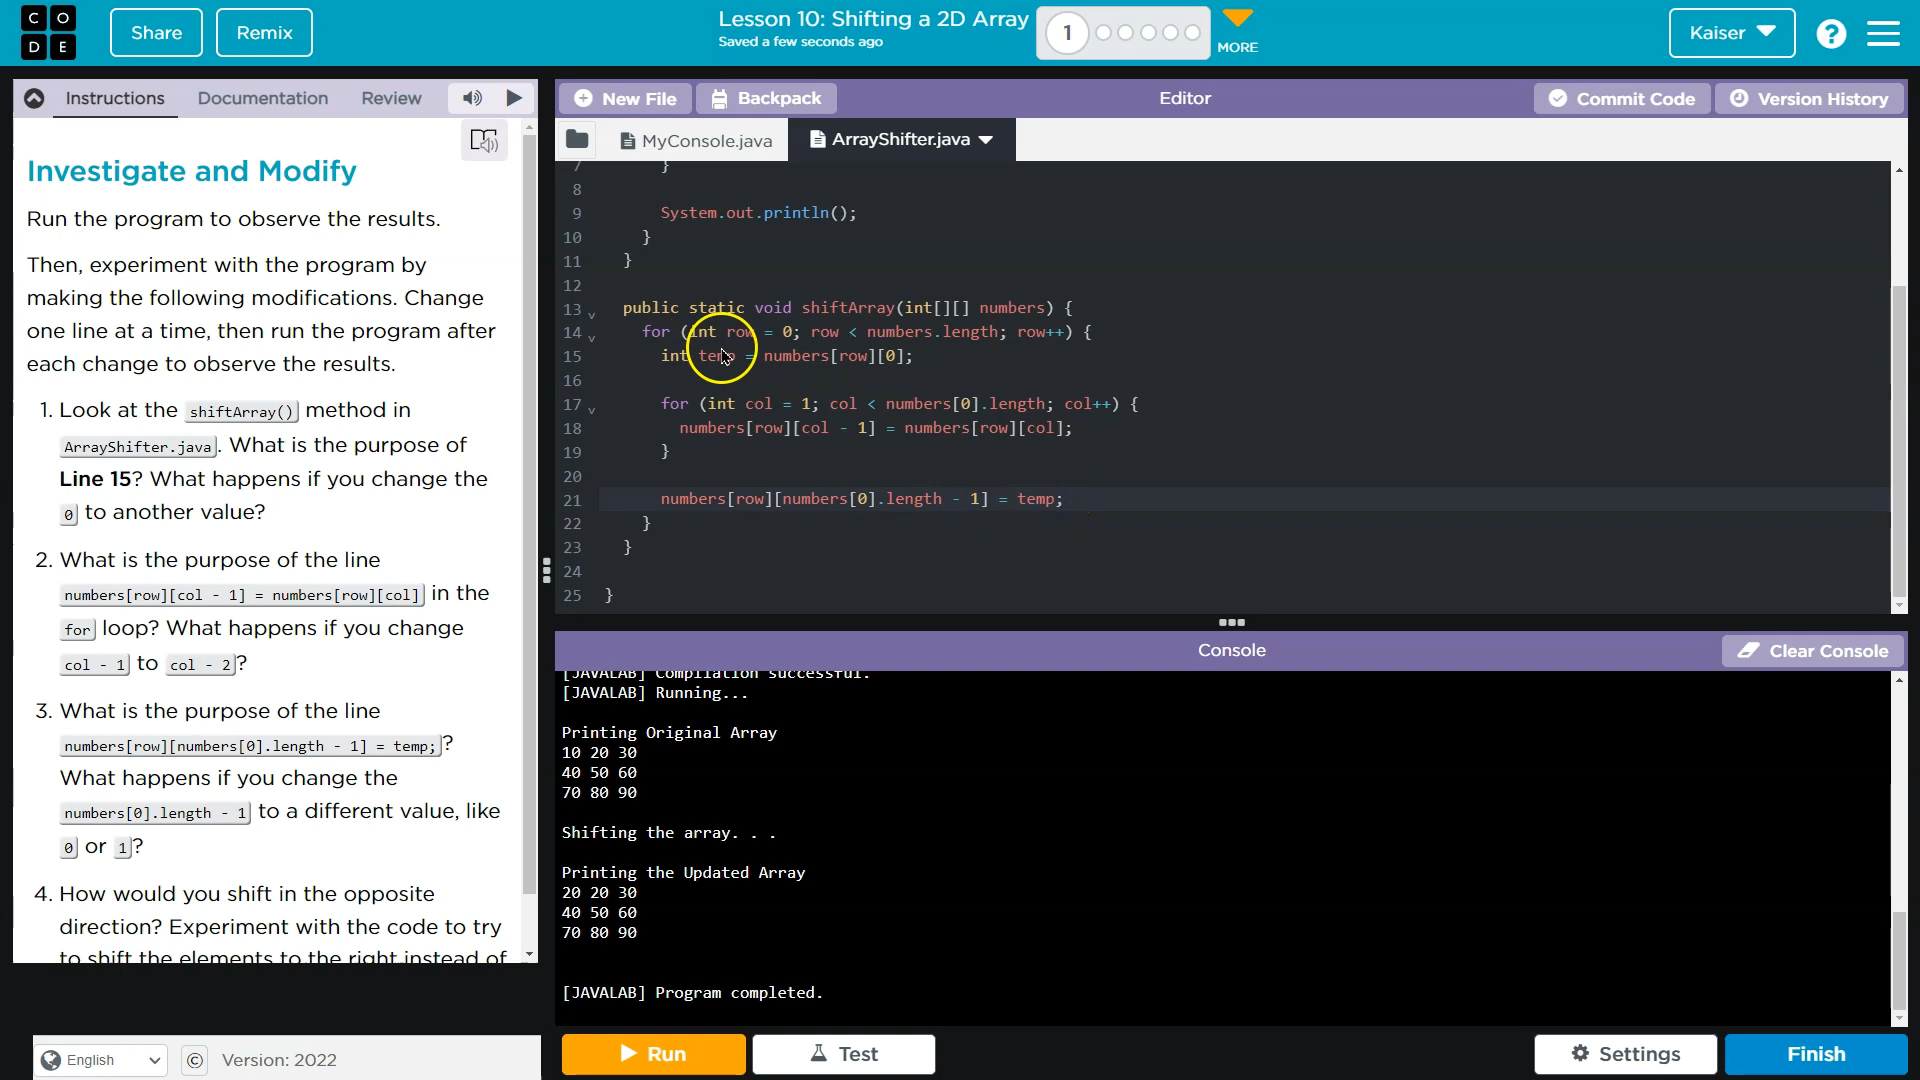 C O
D E
Share
Remix
Lesson 10: Shifting a 2D Array
Saved a few seconds ago
1
MORE
Kaiser
?
Instructions
Documentation
Review
Investigate and Modify
Run the program to observe the results.
Then, experiment with the program by
making the following modifications. Change
one line at a time, then run the program after
each change to observe the results.
1. Look at the shiftArray() method in
ArrayShifter.java. What is the purpose of
Line 15? What happens if you change the
0 to another value?
2. What is the purpose of the line
numbers[row][col - 1] = numbers[row][col] in the
for loop? What happens if you change
col - 1 to col - 2?
3. What is the purpose of the line
numbers[row][numbers[0].length - 1] = temp;?
What happens if you change the
numbers[0].length - 1 to a different value, like
0 or 1?
4. How would you shift in the opposite
direction? Experiment with the code to try
to shift the elements to the right instead of
English
©
Version: 2022
New File
Backpack
Editor
Commit Code
Version History
MyConsole.java
ArrayShifter.java
7 }
8
9 System.out.println();
10 }
11 }
12
13 public static void shiftArray(int[][] numbers) {
14 for (int row = 0; row < numbers.length; row++) {
15 int temp = numbers[row][0];
16
17 for (int col = 1; col < numbers[0].length; col++) {
18 numbers[row][col - 1] = numbers[row][col];
19 }
20
21 numbers[row][numbers[0].length - 1] = temp;
22 }
23 }
24
25 }
Console
Clear Console
[JAVALAB] Compilation successful.
[JAVALAB] Running...
Printing Original Array
10 20 30
40 50 60
70 80 90
Shifting the array. . .
Printing the Updated Array
20 20 30
40 50 60
70 80 90
[JAVALAB] Program completed.
Run
Test
Settings
Finish